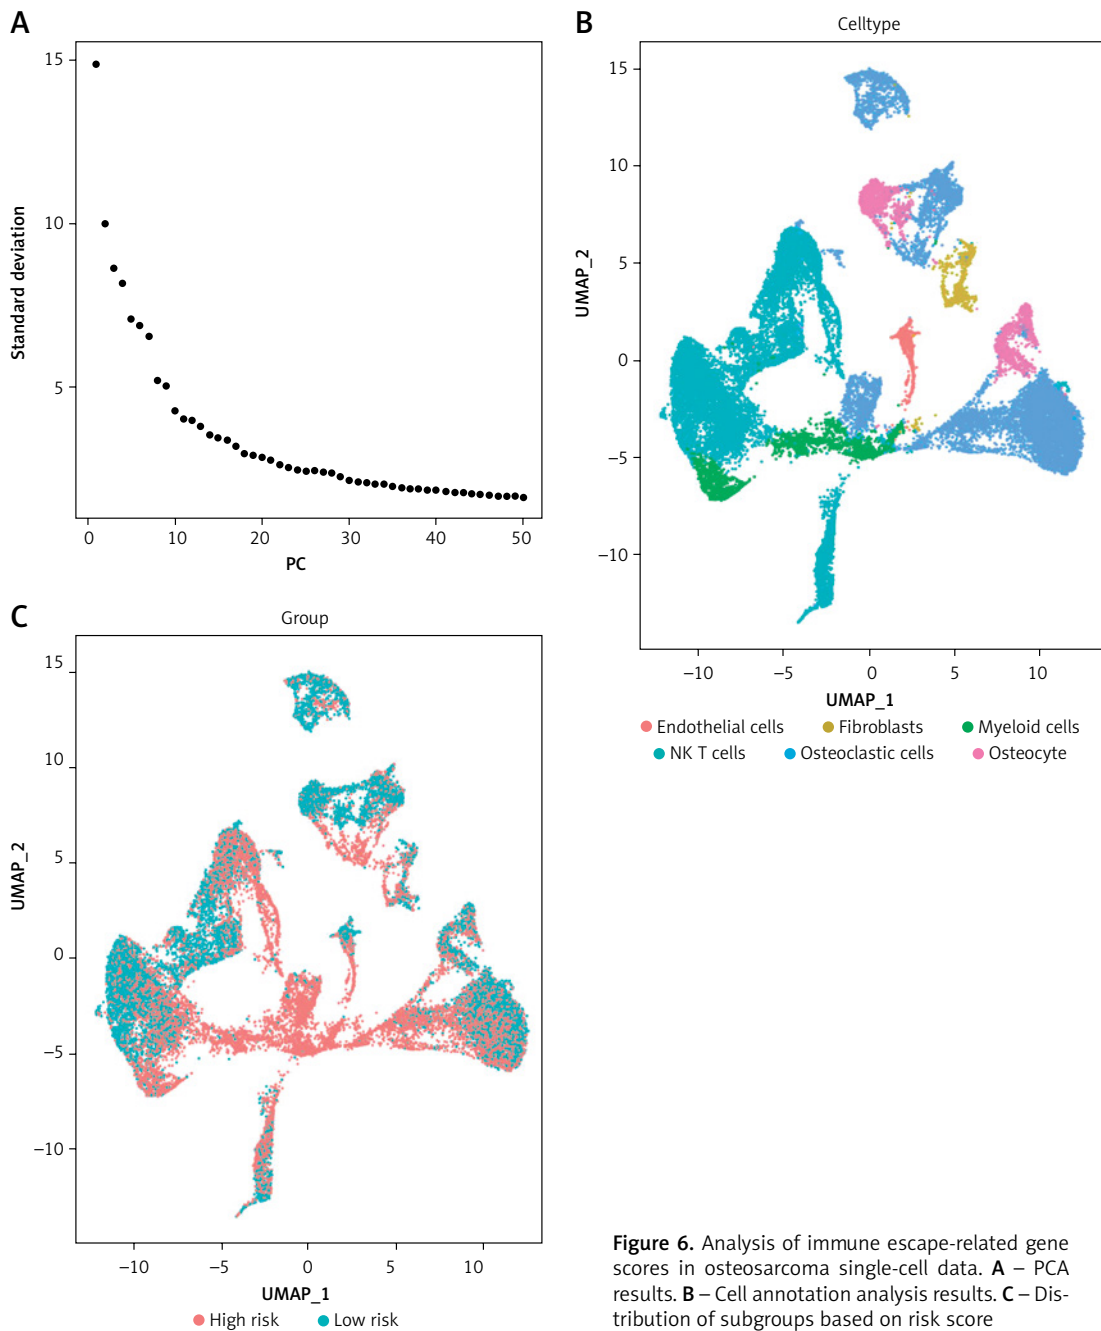 A
15
10
5
Standard deviation
0 10 20 30 40 50
PC
B
Celltype
15
10
5
0
−5
−10
UMAP_2
−10 −5 0 5 10
UMAP_1
Endothelial cells Fibroblasts Myeloid cells
NK T cells Osteoclastic cells Osteocyte
C
Group
15
10
5
0
−5
−10
UMAP_2
−10 −5 0 5 10
UMAP_1
High risk Low risk
Figure 6. Analysis of immune escape-related gene
scores in osteosarcoma single-cell data. A – PCA
results. B – Cell annotation analysis results. C – Dis-
tribution of subgroups based on risk score